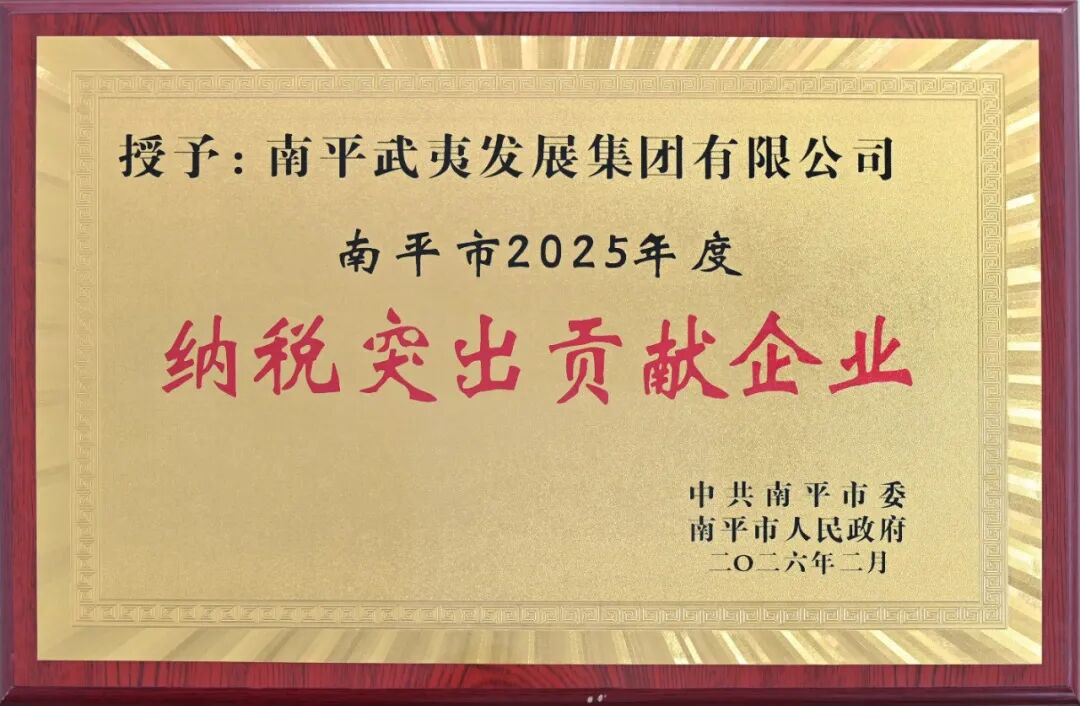 授予：南平武夷发展集团有限公司
南平市2025年度
纳税突出贡献企业
中共南平市委
南平市人民政府
二〇二六年二月